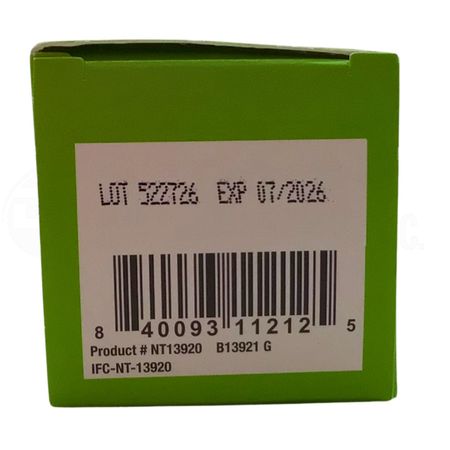 LOT 522726 EXP 07/2026
8 40093 11212 5
Product # NT13920 B13921 G
IFC-NT-13920